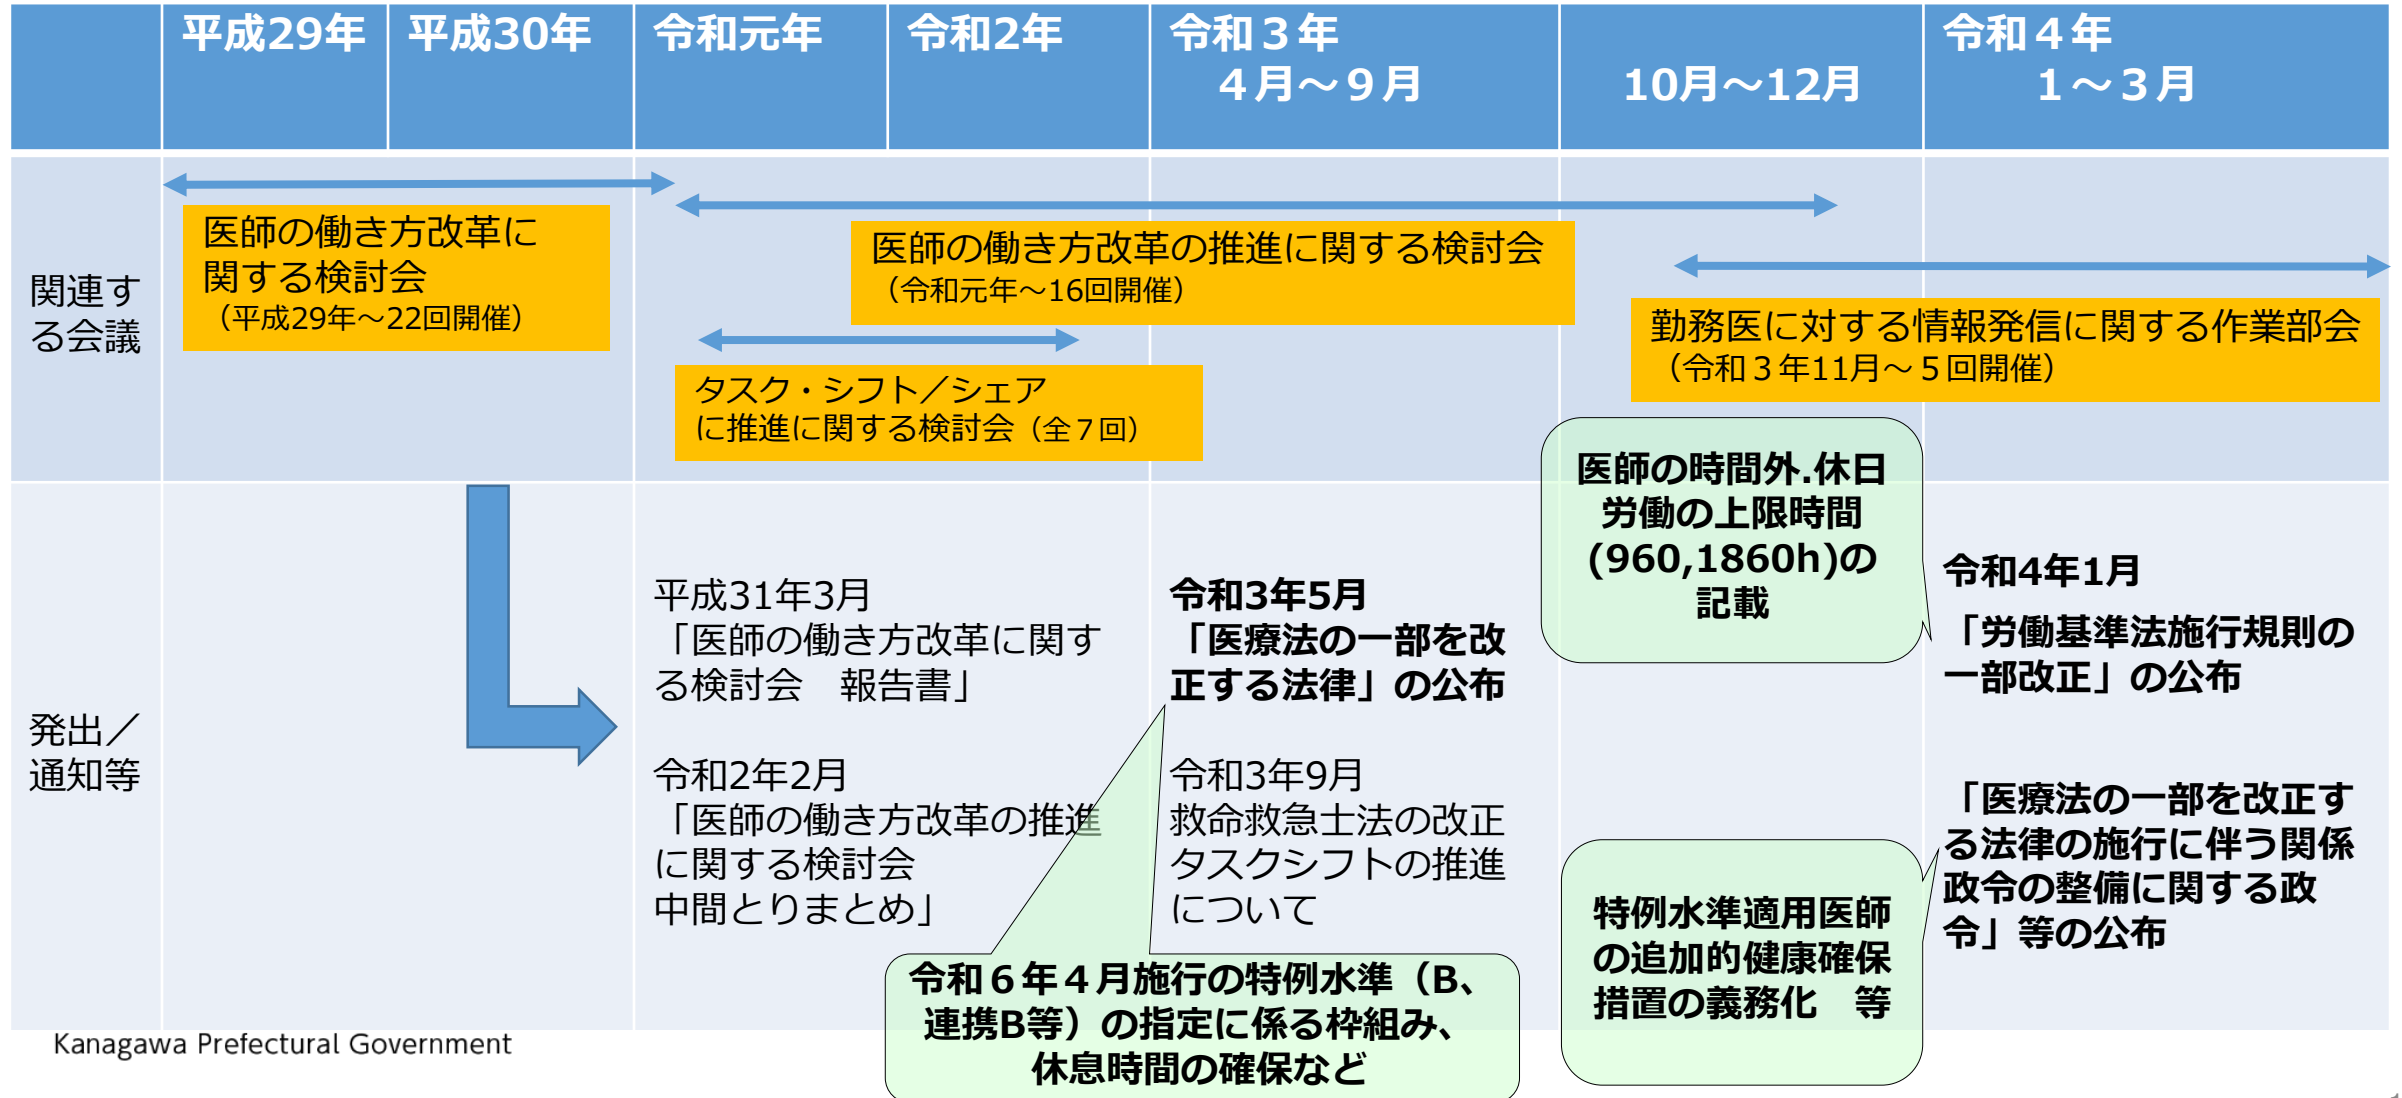 平成29年
平成30年
令和元年
令和2年
令和３年
４月～９月
10月～12月
令和４年
１～３月
関連す
る会議
医師の働き方改革に
関する検討会
（平成29年～22回開催）
医師の働き方改革の推進に関する検討会
（令和元年～16回開催）
タスク・シフト／シェア
に推進に関する検討会（全７回）
勤務医に対する情報発信に関する作業部会
（令和３年11月～５回開催）
発出／
通知等
平成31年3月
「医師の働き方改革に関す
る検討会　報告書」
令和2年2月
「医師の働き方改革の推進
に関する検討会
中間とりまとめ」
令和3年5月
「医療法の一部を改
正する法律」の公布
令和3年9月
救命救急士法の改正
タスクシフトの推進
について
令和６年４月施行の特例水準（B、
連携B等）の指定に係る枠組み、
休息時間の確保など
医師の時間外.休日
労働の上限時間
(960,1860h)の
記載
特例水準適用医師
の追加的健康確保
措置の義務化　等
令和4年1月
「労働基準法施行規則の
一部改正」の公布
「医療法の一部を改正す
る法律の施行に伴う関係
政令の整備に関する政
令」等の公布
Kanagawa Prefectural Government